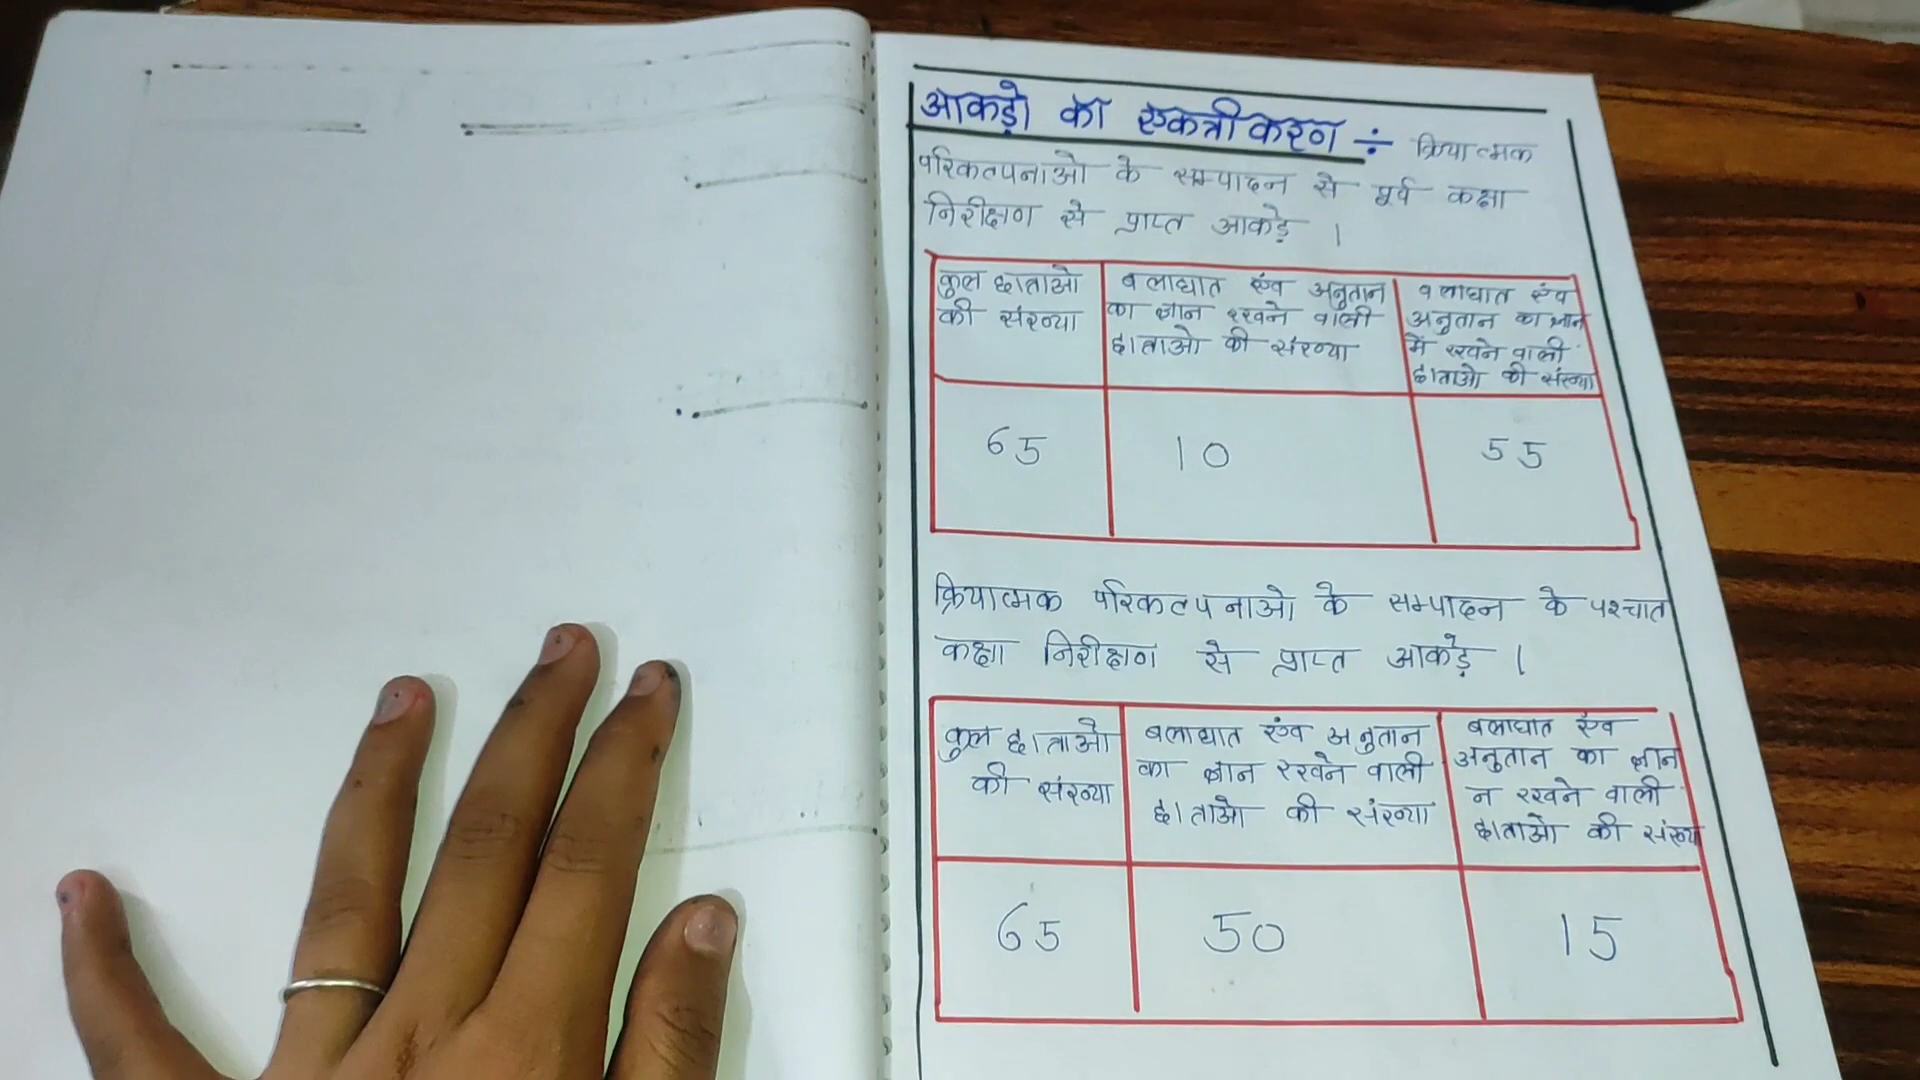 आकड़ो का एकत्रीकरण ÷ क्रियात्मक
परिकल्पनाओ के सम्पादन से पूर्व कक्षा
निरीक्षण से प्राप्त आकड़े ।
कुल छात्राओ
की संख्या
बलाघात एंव अनुतान
का ज्ञान रखने वाली
छात्राओ की संख्या
बलाघात एंव
अनुतान का ज्ञान
में रखने वाली
छात्राओ की संख्या
65
10
55
क्रियात्मक परिकल्पनाओ के सम्पादन के पश्चात
कक्षा निरीक्षण से प्राप्त आकड़े ।
कुल छात्राओ
की संख्या
बलाघात एंव अनुतान
का ज्ञान रखने वाली
छात्राओ की संख्या
बलाघात एंव
अनुतान का ज्ञान
न रखने वाली
छात्राओ की संख्या
65
50
15